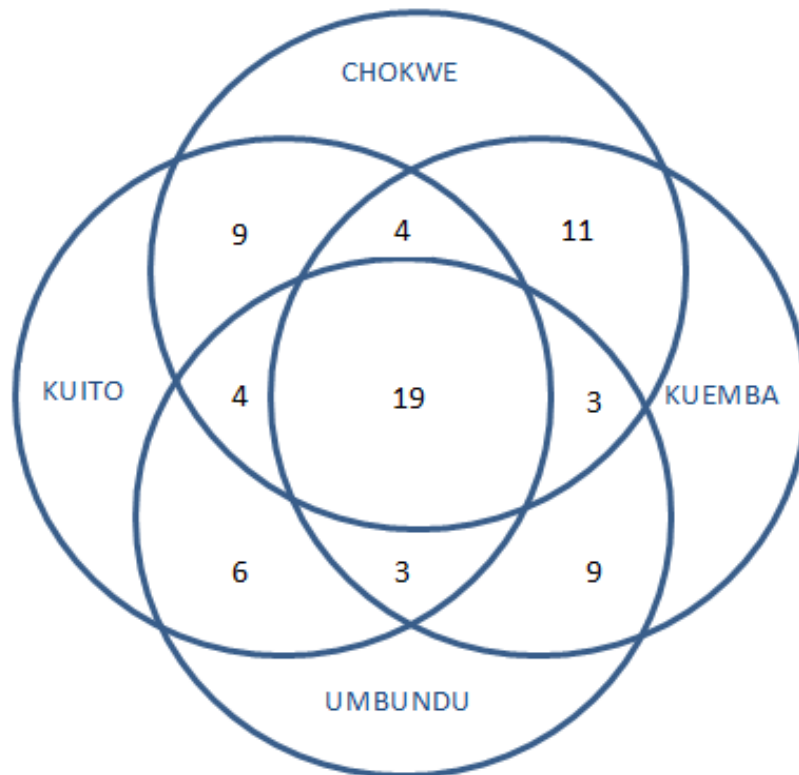 CHOKWE
9 4 11
KUITO 4 19 3 KUEMBA
6 3 9
UMBUNDU